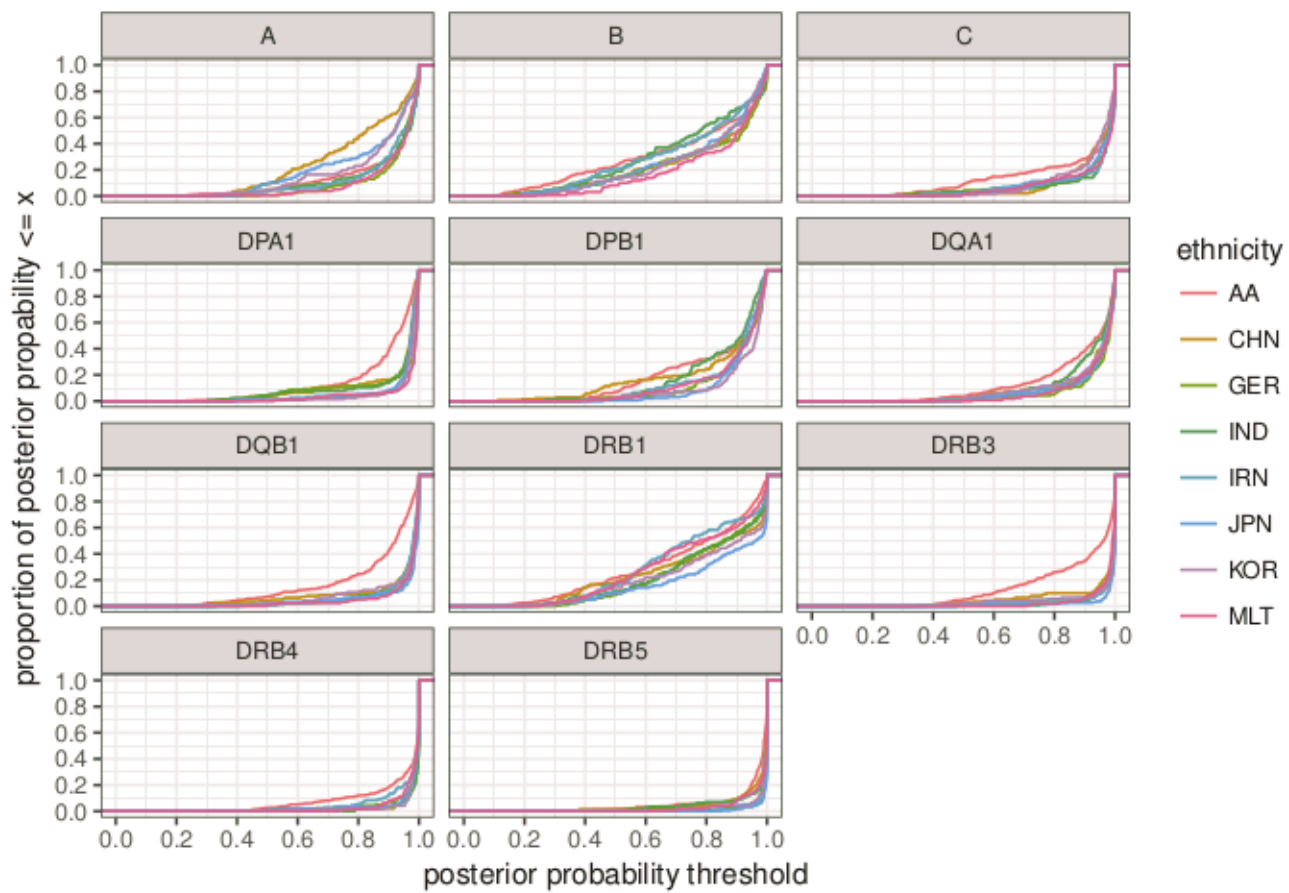 A B C
1.0
0.8
0.6
0.4
0.2
0.0
DPA1 DPB1 DQA1
1.0
0.8
0.6
0.4
0.2
0.0
DQB1 DRB1 DRB3
1.0
0.8
0.6
0.4
0.2
0.0
0.0 0.2 0.4 0.6 0.8 1.0
DRB4 DRB5
1.0
0.8
0.6
0.4
0.2
0.0
0.0 0.2 0.4 0.6 0.8 1.0 0.0 0.2 0.4 0.6 0.8 1.0
posterior probability threshold
proportion of posterior propability <= x
ethnicity
AA
CHN
GER
IND
IRN
JPN
KOR
MLT